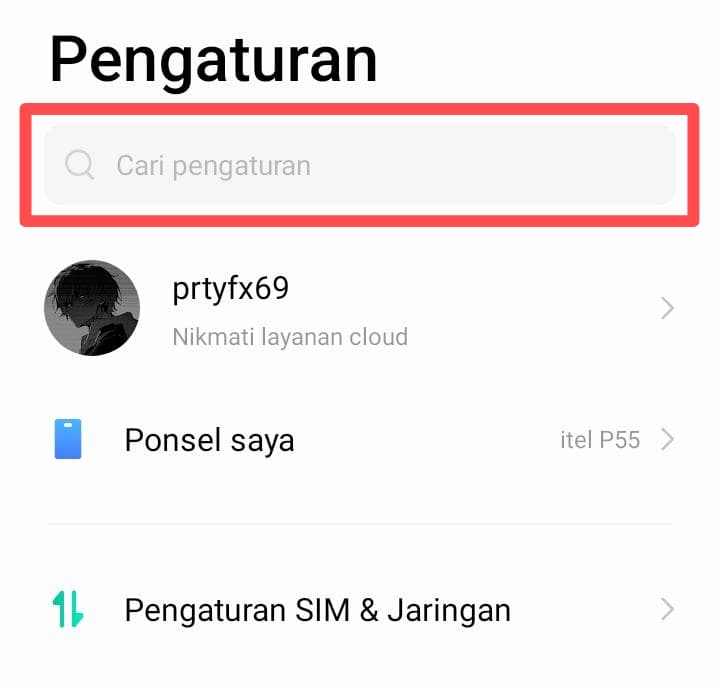 Pengaturan
Cari pengaturan
prtyfx69
Nikmati layanan cloud
Ponsel saya
itel P55
Pengaturan SIM & Jaringan